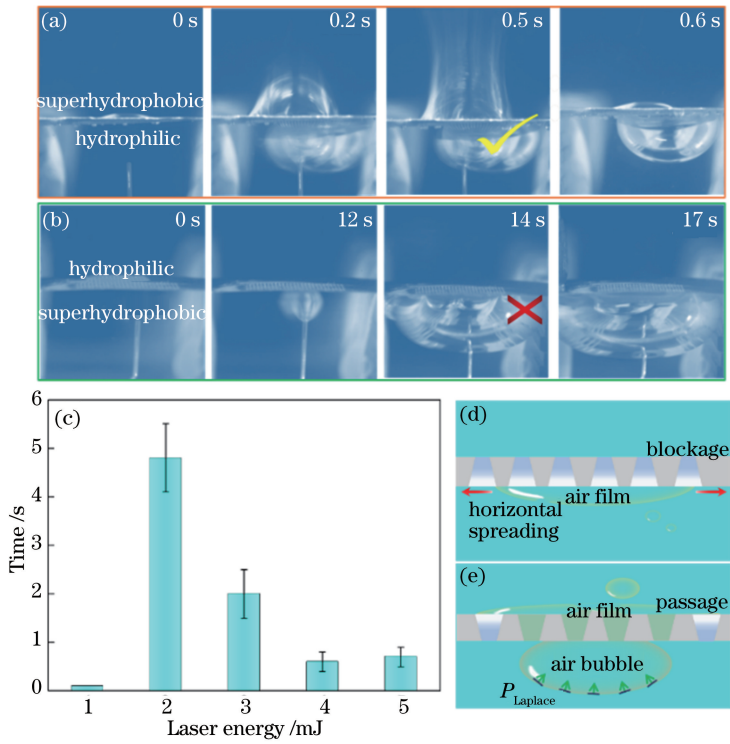 (a)
0 s
0.2 s
0.5 s
0.6 s
superhydrophobic
hydrophilic
(b)
0 s
12 s
14 s
17 s
hydrophilic
superhydrophobic
(c)
6
5
4
3
2
1
0
Time /s
1 2 3 4 5
Laser energy /mJ
(d)
blockage
air film
horizontal
spreading
(e)
air film
passage
air bubble
P Laplace